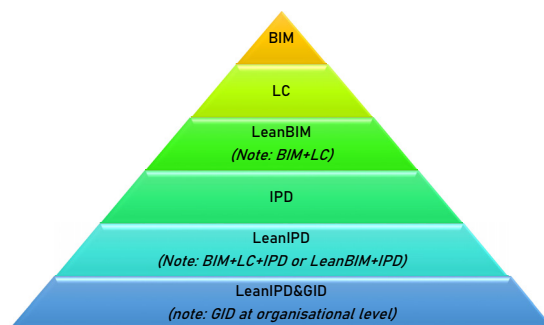 BIM
LC
LeanBIM
(Note: BIM+LC)
IPD
LeanIPD
(Note: BIM+LC+IPD or LeanBIM+IPD)
LeanIPD&GID
(note: GID at organisational level)